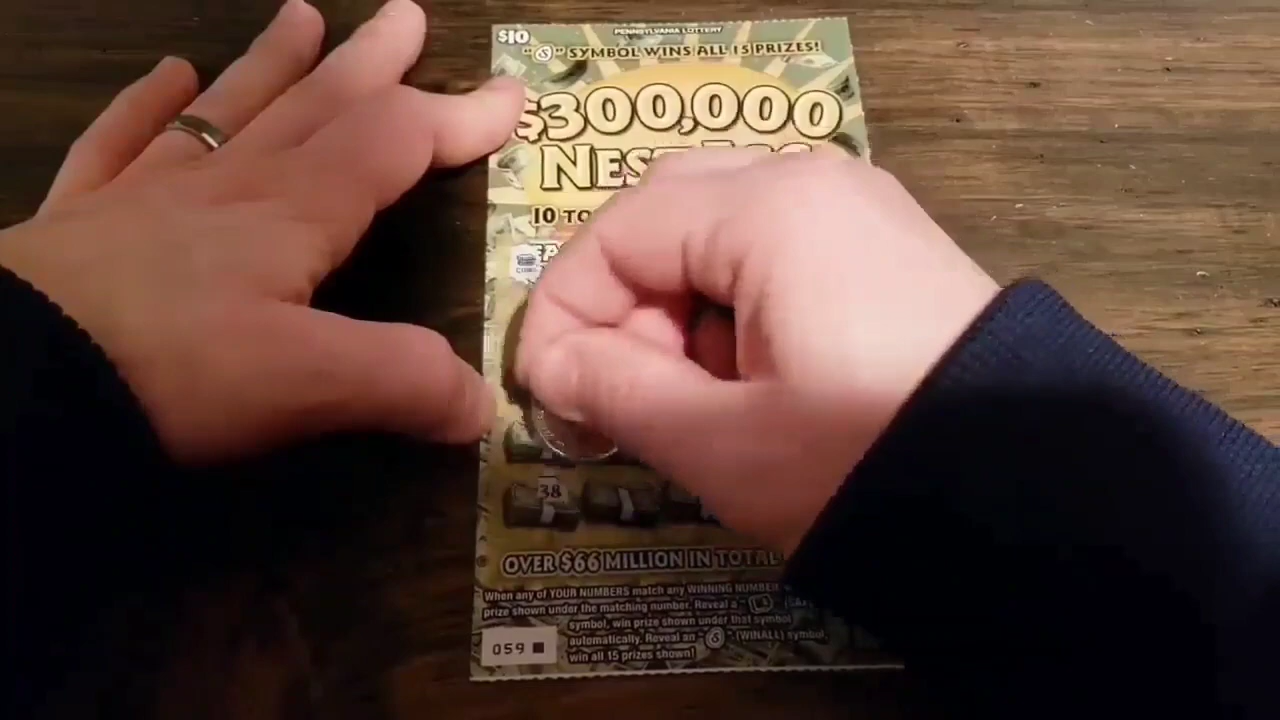 $10
PENNSYLVANIA LOTTERY
" " SYMBOL WINS ALL 15 PRIZES!
$300,000
10 TO
38
OVER $66 MILLION IN TOTAL
When any of YOUR NUMBERS match any WINNING NUMBER
prize shown under the matching number. Reveal a " "
symbol, win prize shown under that symbol
automatically. Reveal an " " (WINALL) symbol,
win all 15 prizes shown!
059